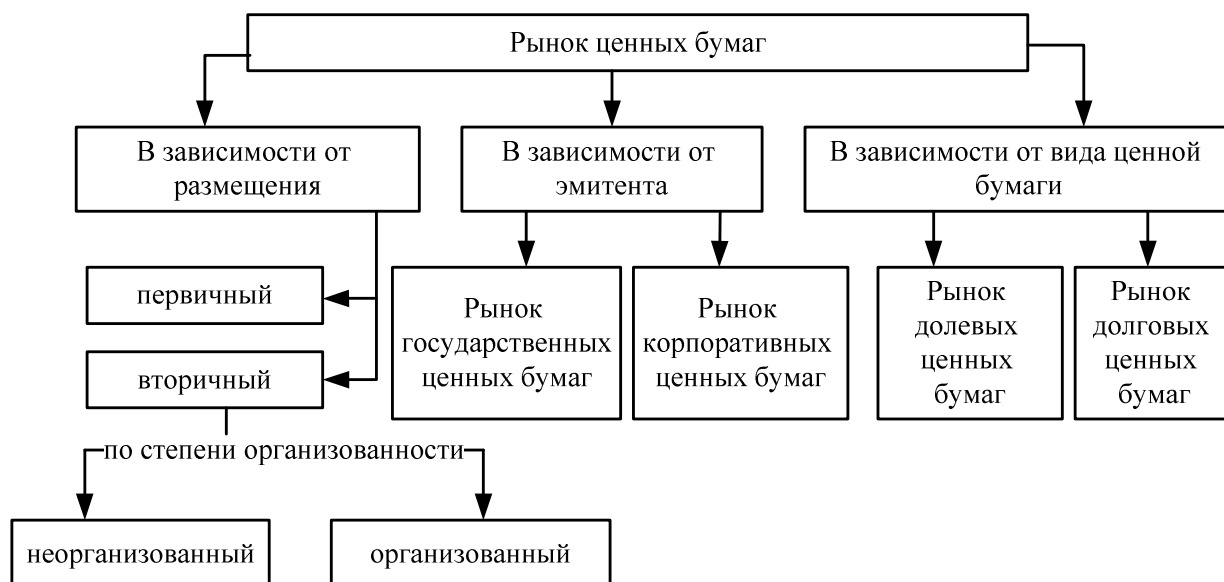 Рынок ценных бумаг
В зависимости от
размещения
В зависимости от
эмитента
В зависимости от вида ценной
бумаги
первичный
вторичный
по степени организованности
неорганизованный
организованный
Рынок
государственных
ценных бумаг
Рынок
корпоративных
ценных бумаг
Рынок
долевых
ценных
бумаг
Рынок
долговых
ценных
бумаг